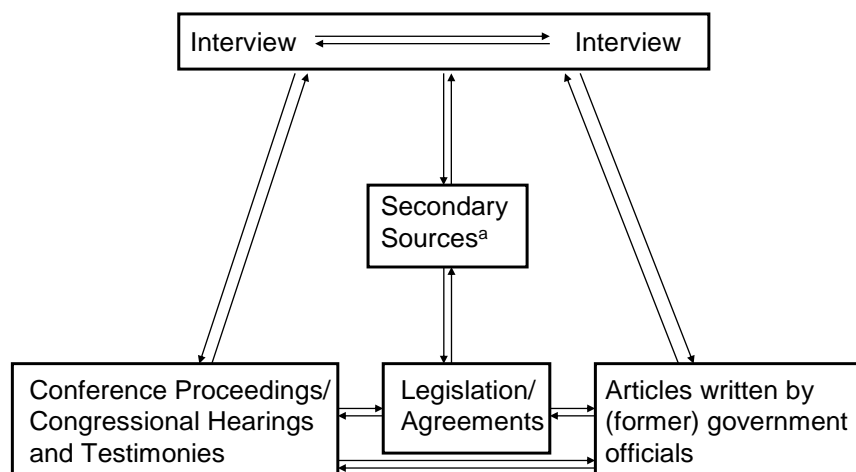 Interview Interview
Secondary
Sourcesᵃ
Conference Proceedings/
Congressional Hearings
and Testimonies
Legislation/
Agreements
Articles written by
(former) government
officials